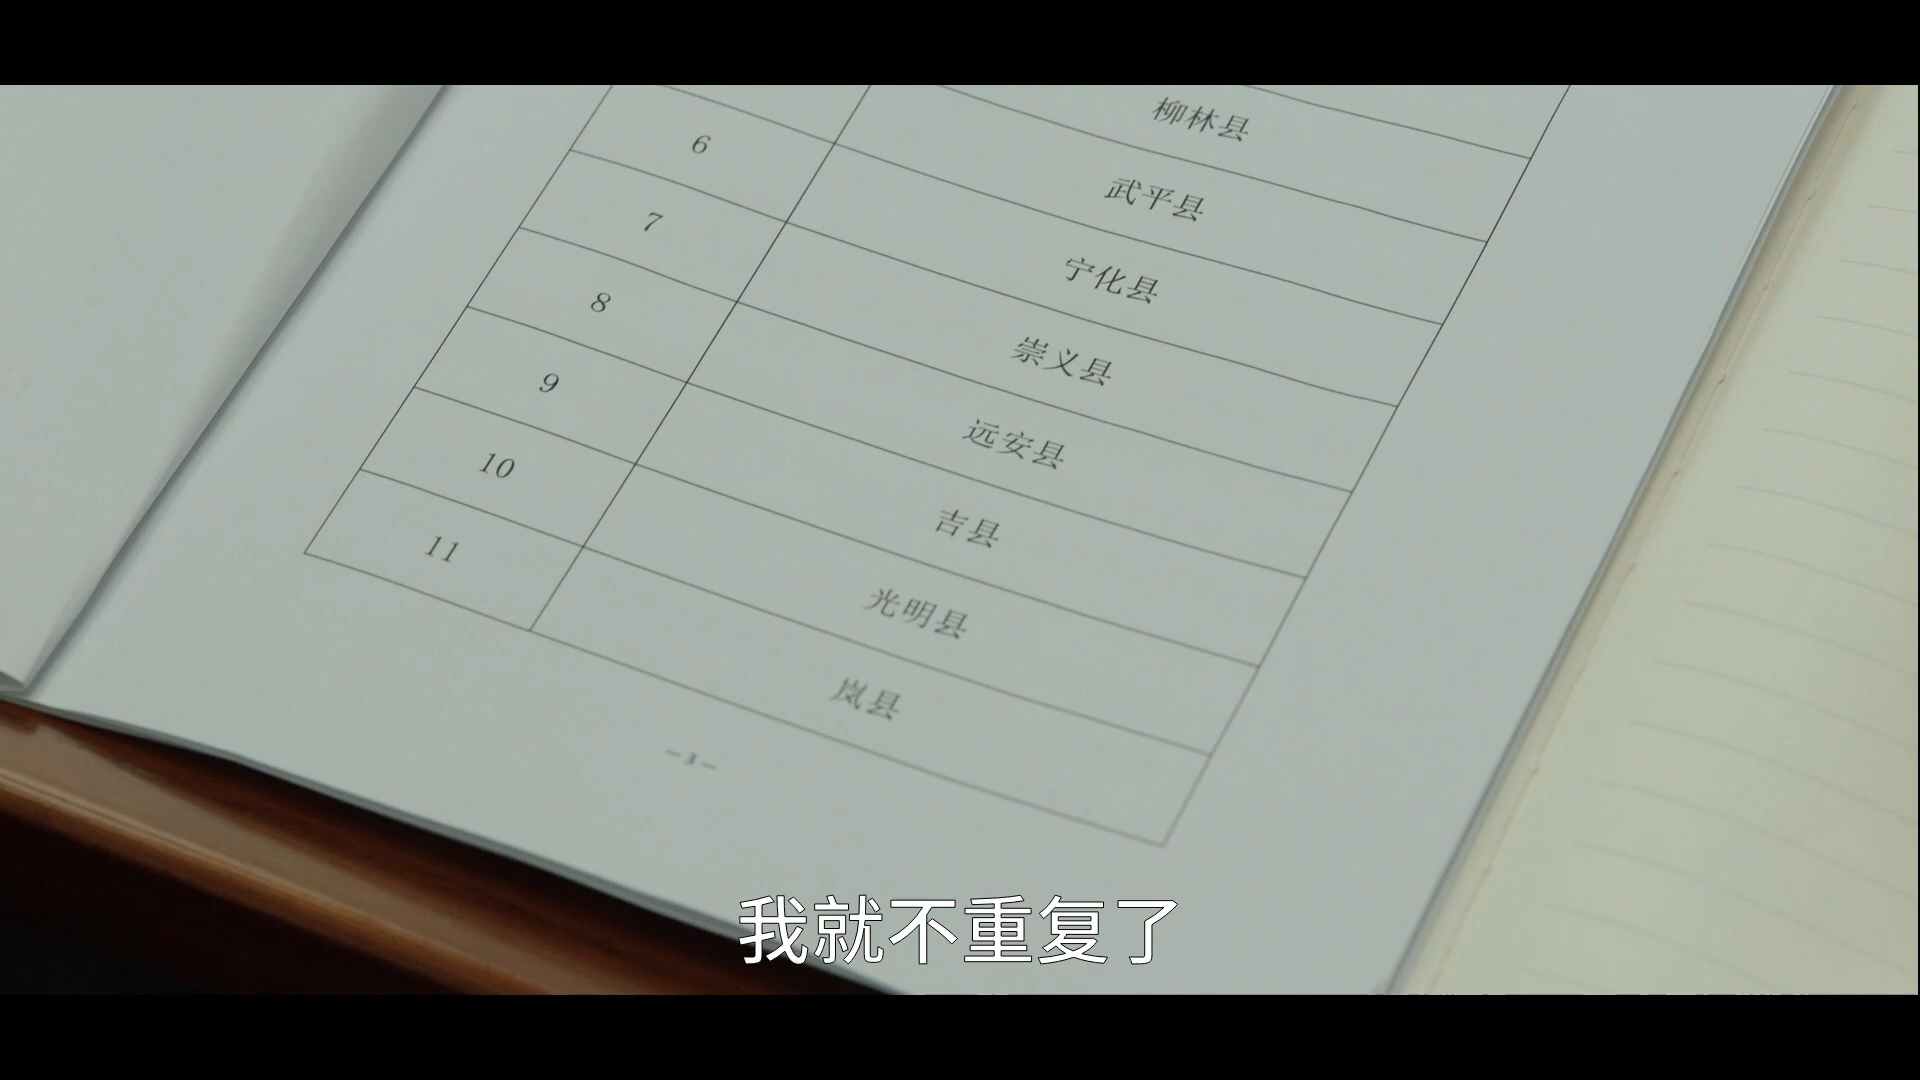 柳林县
武平县
6 宁化县
7 崇义县
8 远安县
9 吉县
10 光明县
11 岚县
—3—
我就不重复了